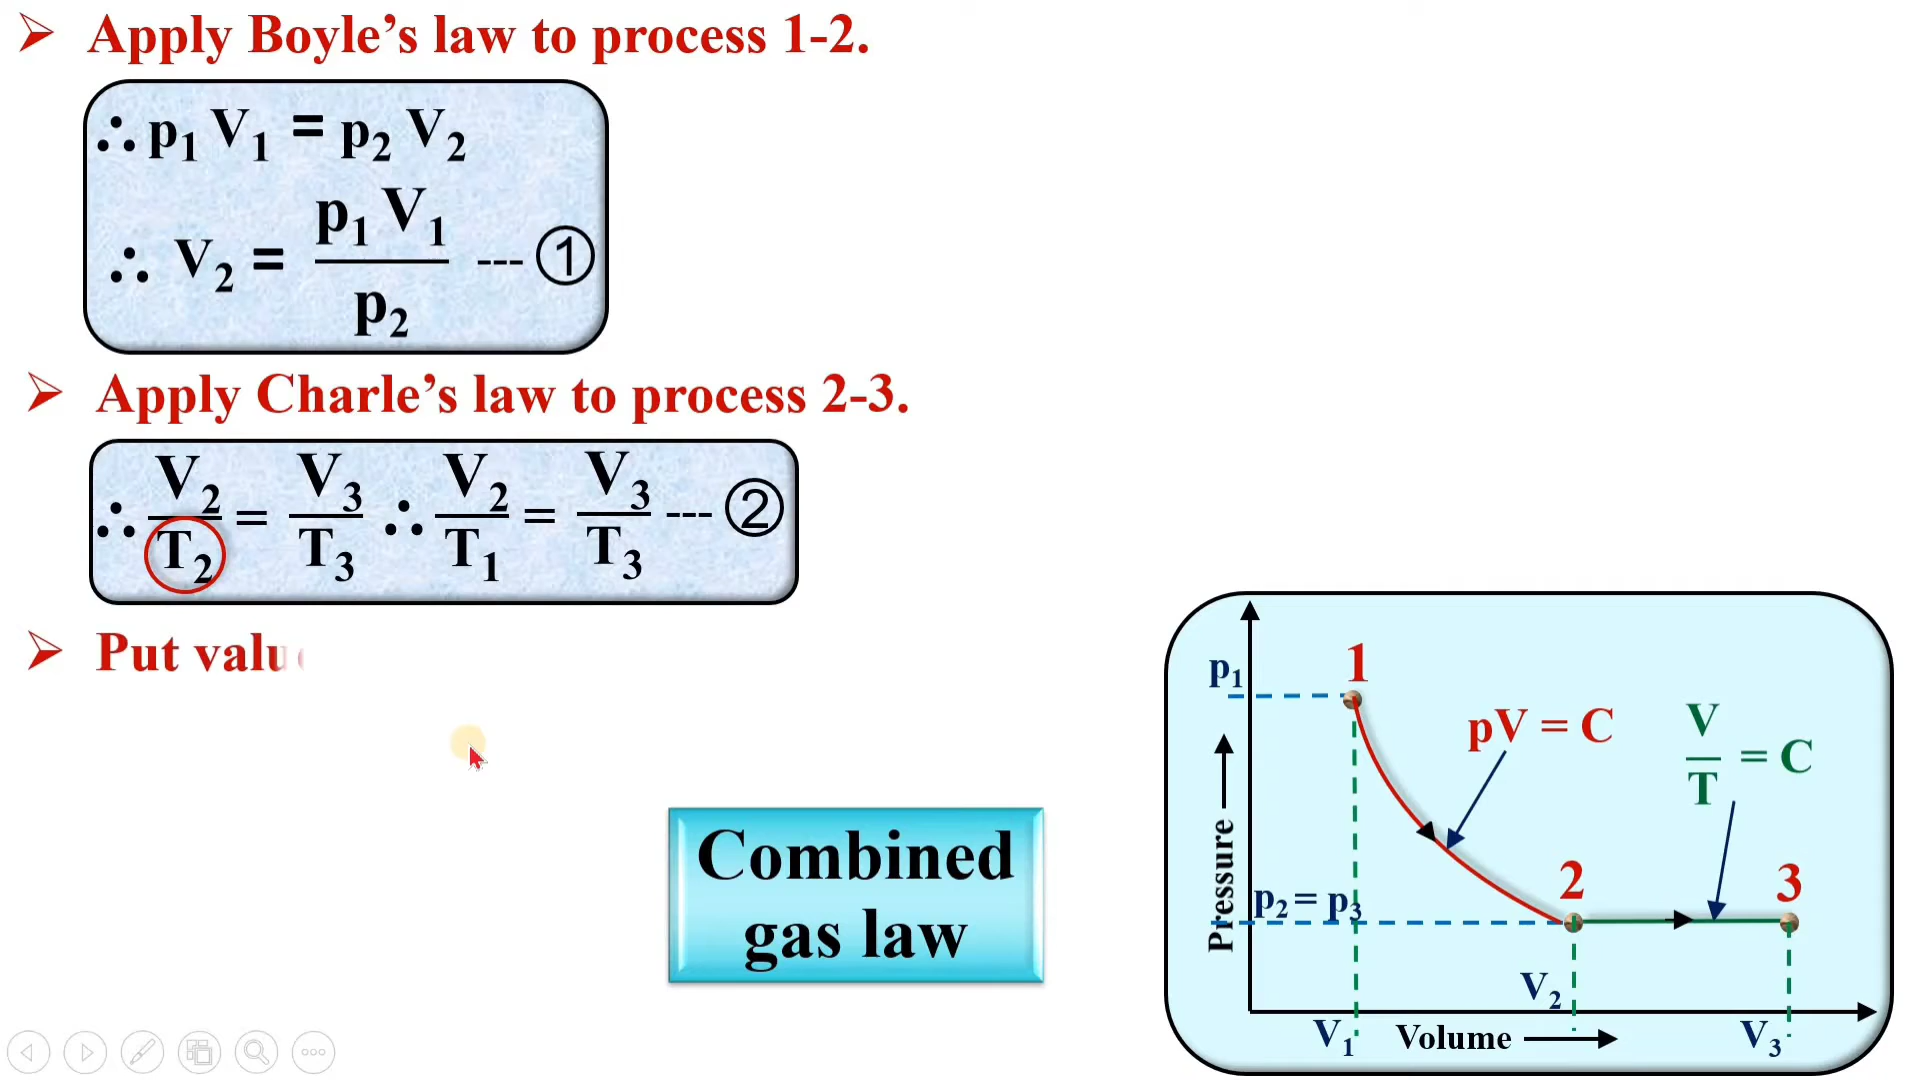 ➢ Apply Boyle’s law to process 1-2.
∴ p₁ V₁ = p₂ V₂
∴ V₂ = p₁ V₁ / p₂ --- ①
➢ Apply Charle’s law to process 2-3.
∴ V₂/T₂ = V₃/T₃ ∴ V₂/T₁ = V₃/T₃ --- ②
➢ Put valu
Combined
gas law
p₁
1
pV = C
V/T = C
Pressure
p₂ = p₃
2
3
V₂
V₁
Volume
V₃